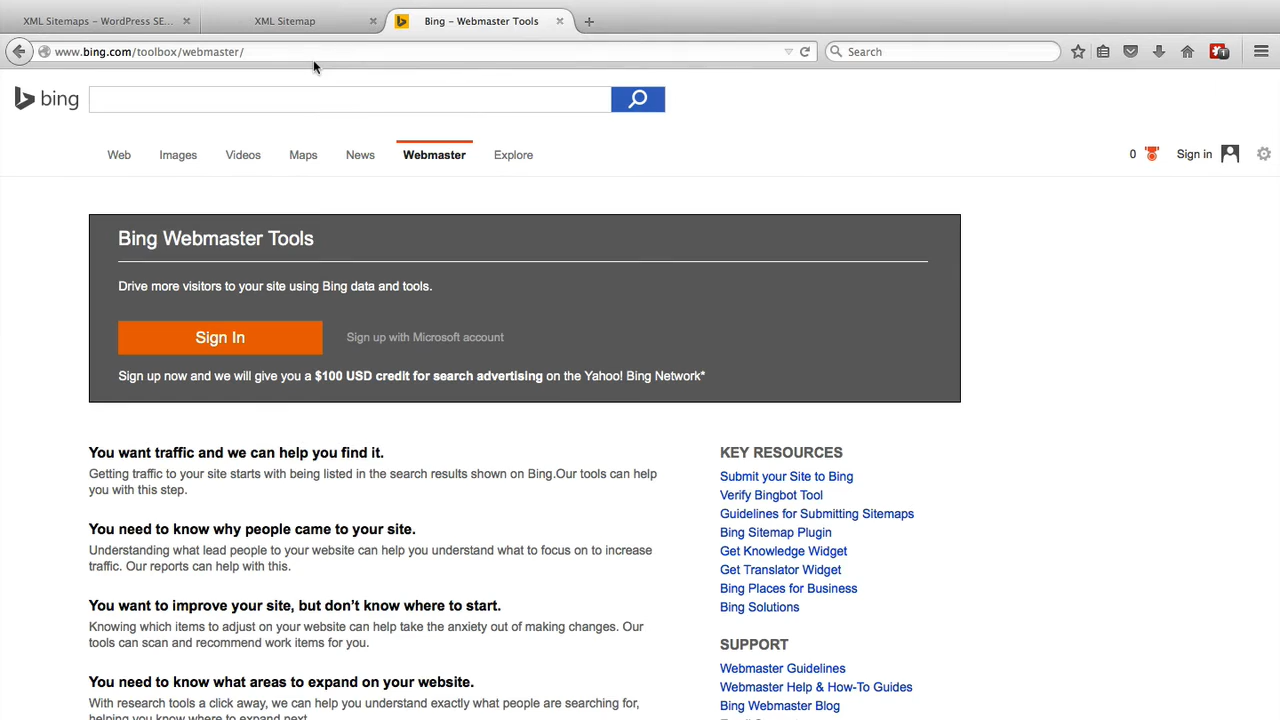 XML Sitemaps – WordPress SE...
XML Sitemap
Bing – Webmaster Tools
www.bing.com/toolbox/webmaster/
Search
1
bing
Web
Images
Videos
Maps
News
Webmaster
Explore
0
Sign in
Bing Webmaster Tools
Drive more visitors to your site using Bing data and tools.
Sign In
Sign up with Microsoft account
Sign up now and we will give you a $100 USD credit for search advertising on the Yahoo! Bing Network*
You want traffic and we can help you find it.
Getting traffic to your site starts with being listed in the search results shown on Bing.Our tools can help
you with this step.
You need to know why people came to your site.
Understanding what lead people to your website can help you understand what to focus on to increase
traffic. Our reports can help with this.
You want to improve your site, but don't know where to start.
Knowing which items to adjust on your website can help take the anxiety out of making changes. Our
tools can scan and recommend work items for you.
You need to know what areas to expand on your website.
With research tools a click away, we can help you understand exactly what people are searching for,
helping you know where to expand next.
KEY RESOURCES
Submit your Site to Bing
Verify Bingbot Tool
Guidelines for Submitting Sitemaps
Bing Sitemap Plugin
Get Knowledge Widget
Get Translator Widget
Bing Places for Business
Bing Solutions
SUPPORT
Webmaster Guidelines
Webmaster Help & How-To Guides
Bing Webmaster Blog